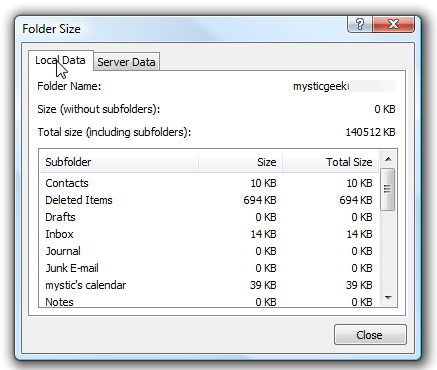 Folder Size
Local Data Server Data
Folder Name: mysticgeek
Size (without subfolders): 0 KB
Total size (including subfolders): 140512 KB
Subfolder Size Total Size
Contacts 10 KB 10 KB
Deleted Items 694 KB 694 KB
Drafts 0 KB 0 KB
Inbox 14 KB 14 KB
Journal 0 KB 0 KB
Junk E-mail 0 KB 0 KB
mystic's calendar 39 KB 39 KB
Notes 0 KB 0 KB
Close